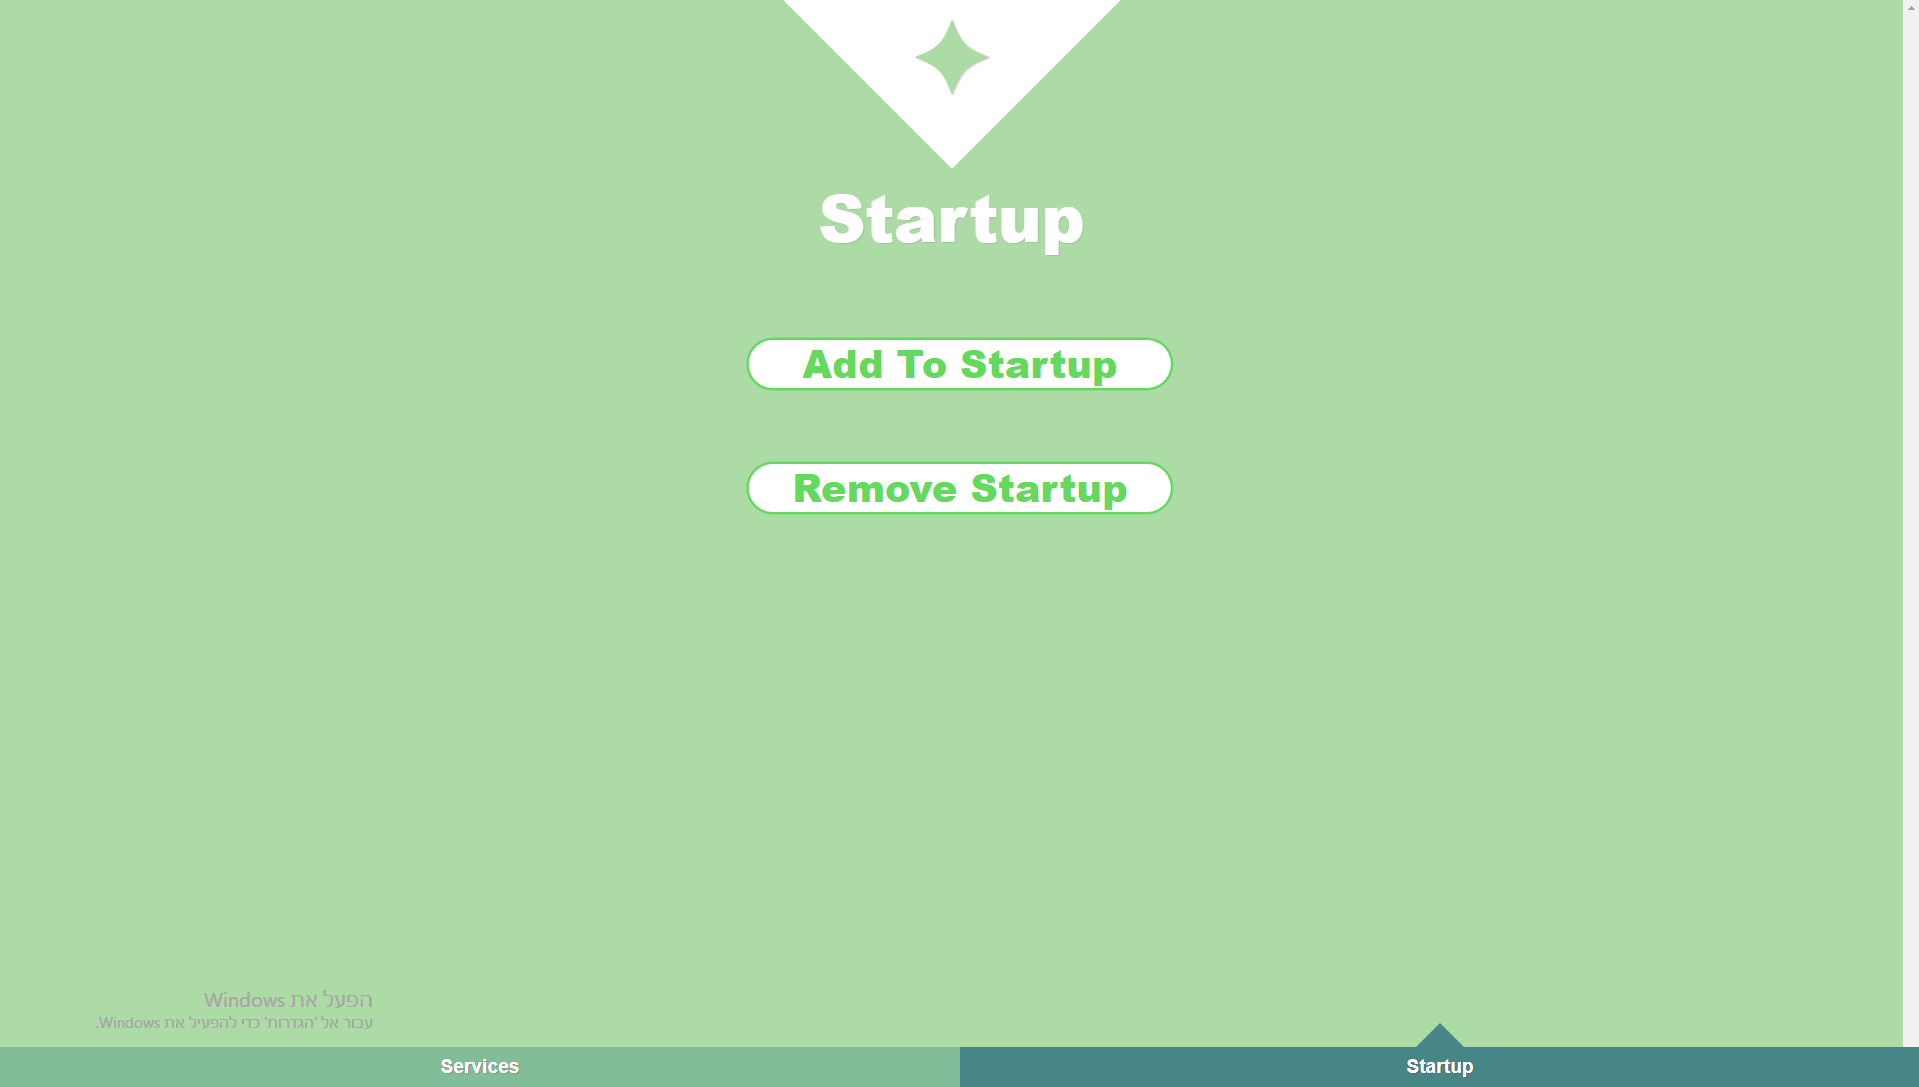 Startup
Add To Startup
Remove Startup
הפעל את Windows
עבור אל 'הגדרות' כדי להפעיל את Windows.
Services
Startup